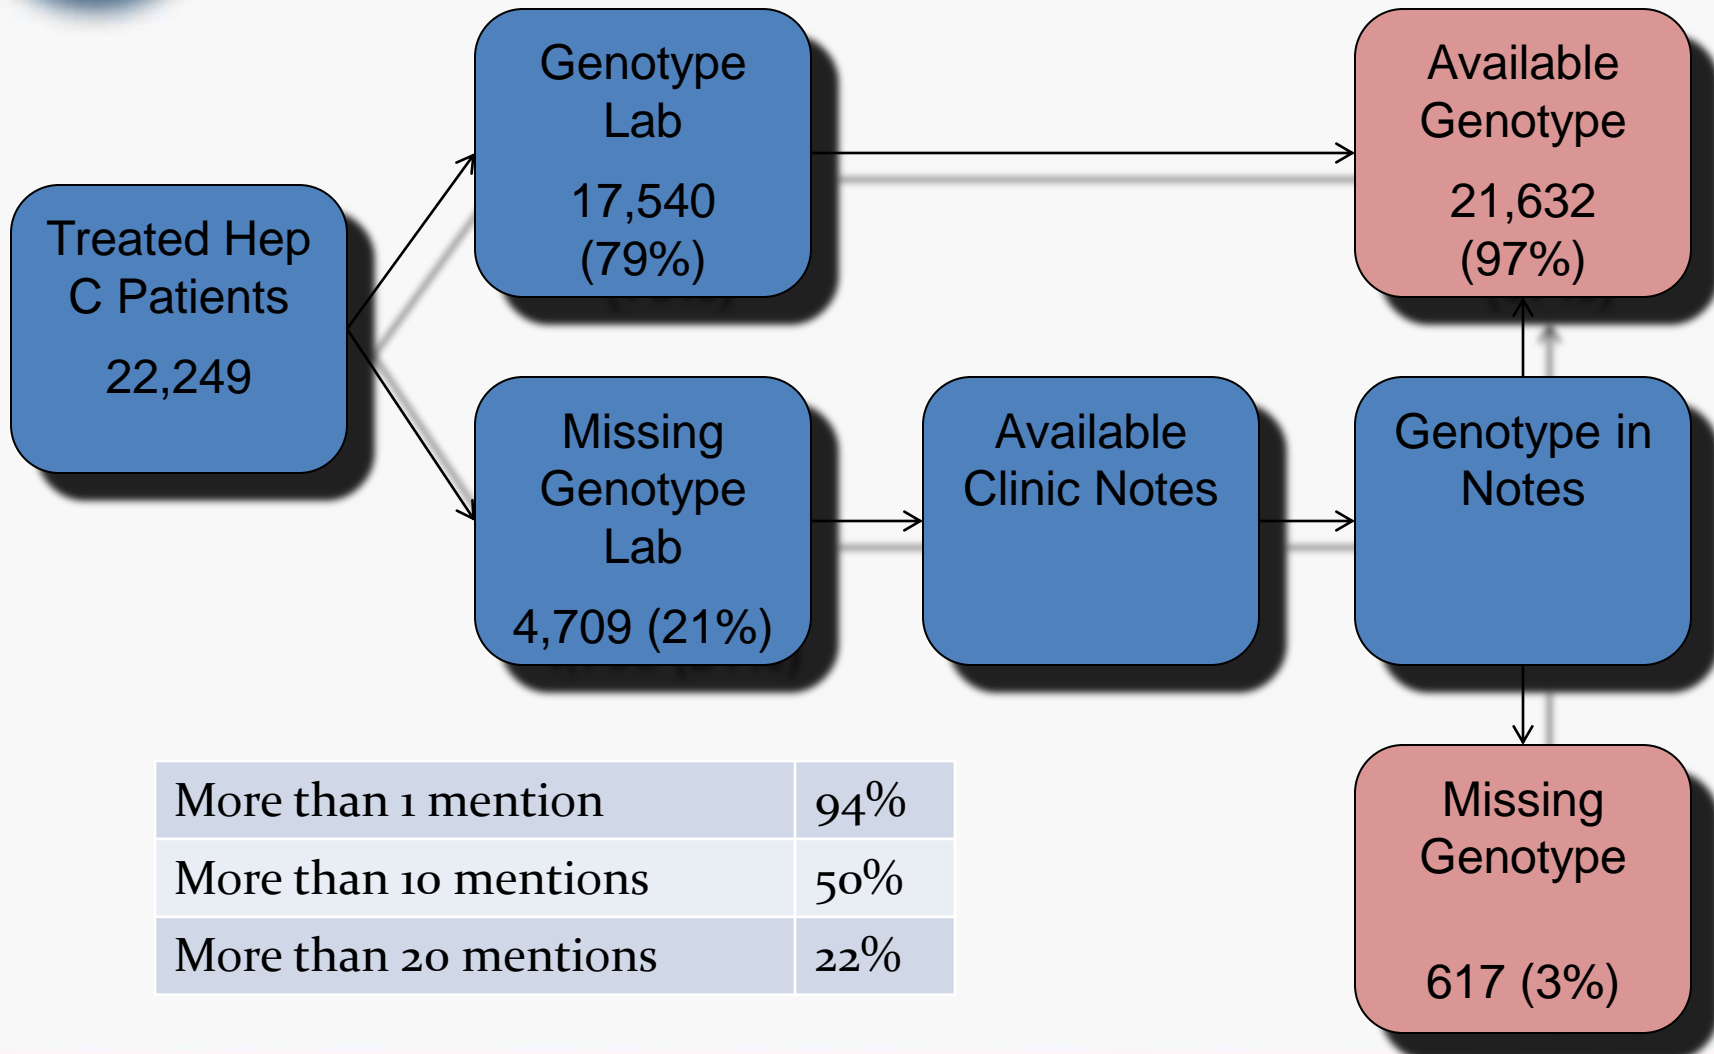 Treated Hep
C Patients
22,249
Genotype
Lab
17,540
(79%)
Available
Genotype
21,632
(97%)
Missing
Genotype
Lab
4,709 (21%)
Available
Clinic Notes
Genotype in
Notes
Missing
Genotype
617 (3%)
More than 1 mention 94%
More than 10 mentions 50%
More than 20 mentions 22%